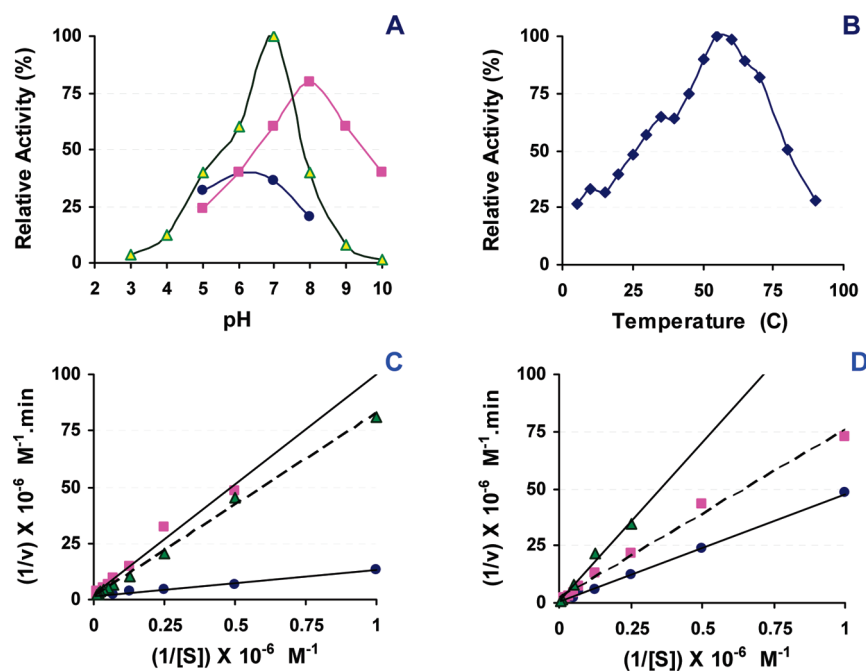 A
Relative Activity (%)
100
75
50
25
0
2 3 4 5 6 7 8 9 10
pH
B
Relative Activity (%)
100
75
50
25
0
0 25 50 75 100
Temperature (C)
C
(1/v) X 10⁻⁶ M⁻¹.min
100
75
50
25
0
0 0.25 0.5 0.75 1
(1/[S]) X 10⁻⁶ M⁻¹
D
(1/v) X 10⁻⁶ M⁻¹.min
100
75
50
25
0
0 0.25 0.5 0.75 1
(1/[S]) X 10⁻⁶ M⁻¹